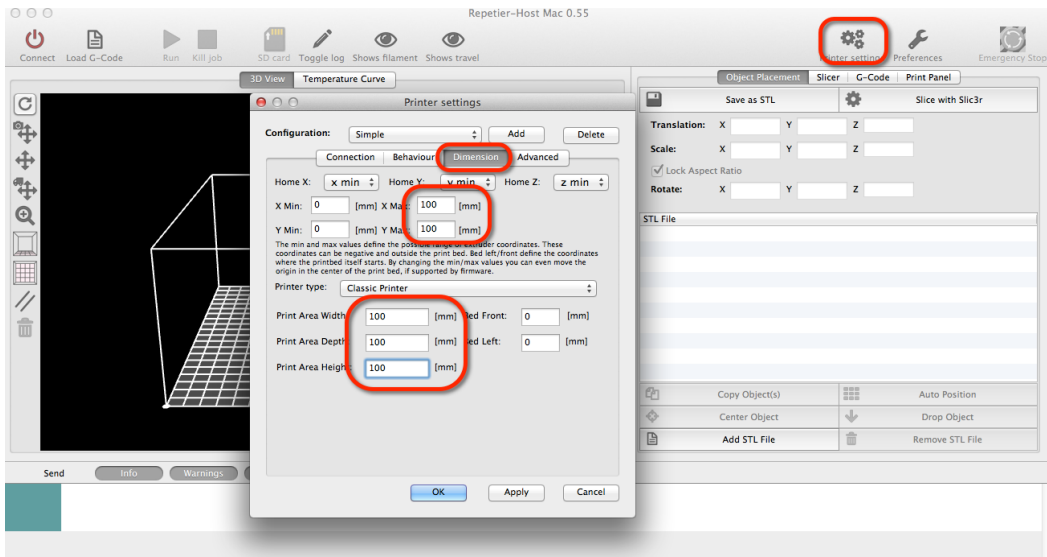 Repetier-Host Mac 0.55
Connect Load G-Code Run Kill job SD card Toggle log Shows filament Shows travel Printer setting Preferences Emergency Stop
3D View Temperature Curve
Object Placement Slicer G-Code Print Panel
Save as STL Slice with Slic3r
Translation: X Y Z
Scale: X Y Z
Lock Aspect Ratio
Rotate: X Y Z
STL File
Copy Object(s) Auto Position
Center Object Drop Object
Add STL File Remove STL File
Printer settings
Configuration: Simple Add Delete
Connection Behaviour Dimension Advanced
Home X: x min Home Y: y min Home Z: z min
X Min: 0 [mm] X Max: 100 [mm]
Y Min: 0 [mm] Y Max: 100 [mm]
The min and max values define the possible range of extruder coordinates. These
coordinates can be negative and outside the print bed. Bed left/front define the coordinates
where the printbed itself starts. By changing the min/max values you can even move the
origin in the center of the print bed, if supported by firmware.
Printer type: Classic Printer
Print Area Width: 100 [mm] Bed Front: 0 [mm]
Print Area Depth: 100 [mm] Bed Left: 0 [mm]
Print Area Height: 100 [mm]
OK Apply Cancel
Send Info Warnings